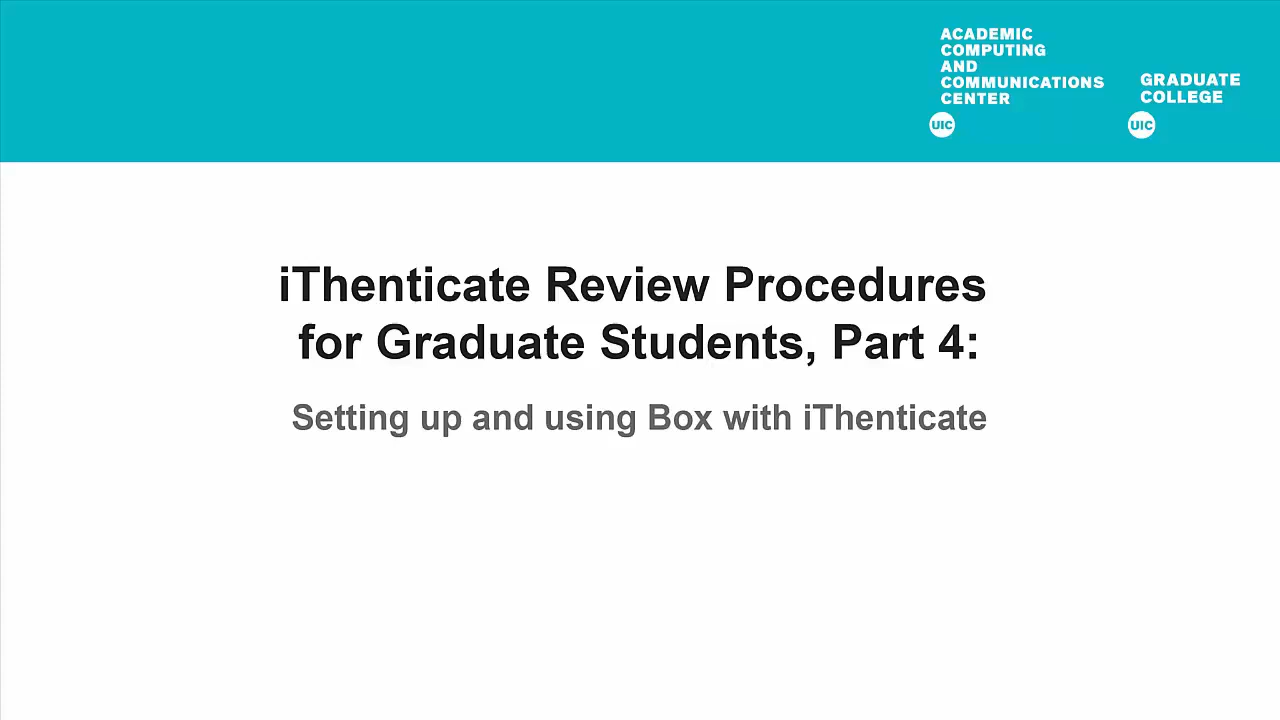 ACADEMIC
COMPUTING
AND
COMMUNICATIONS
CENTER
UIC
GRADUATE
COLLEGE
UIC
iThenticate Review Procedures
for Graduate Students, Part 4:
Setting up and using Box with iThenticate